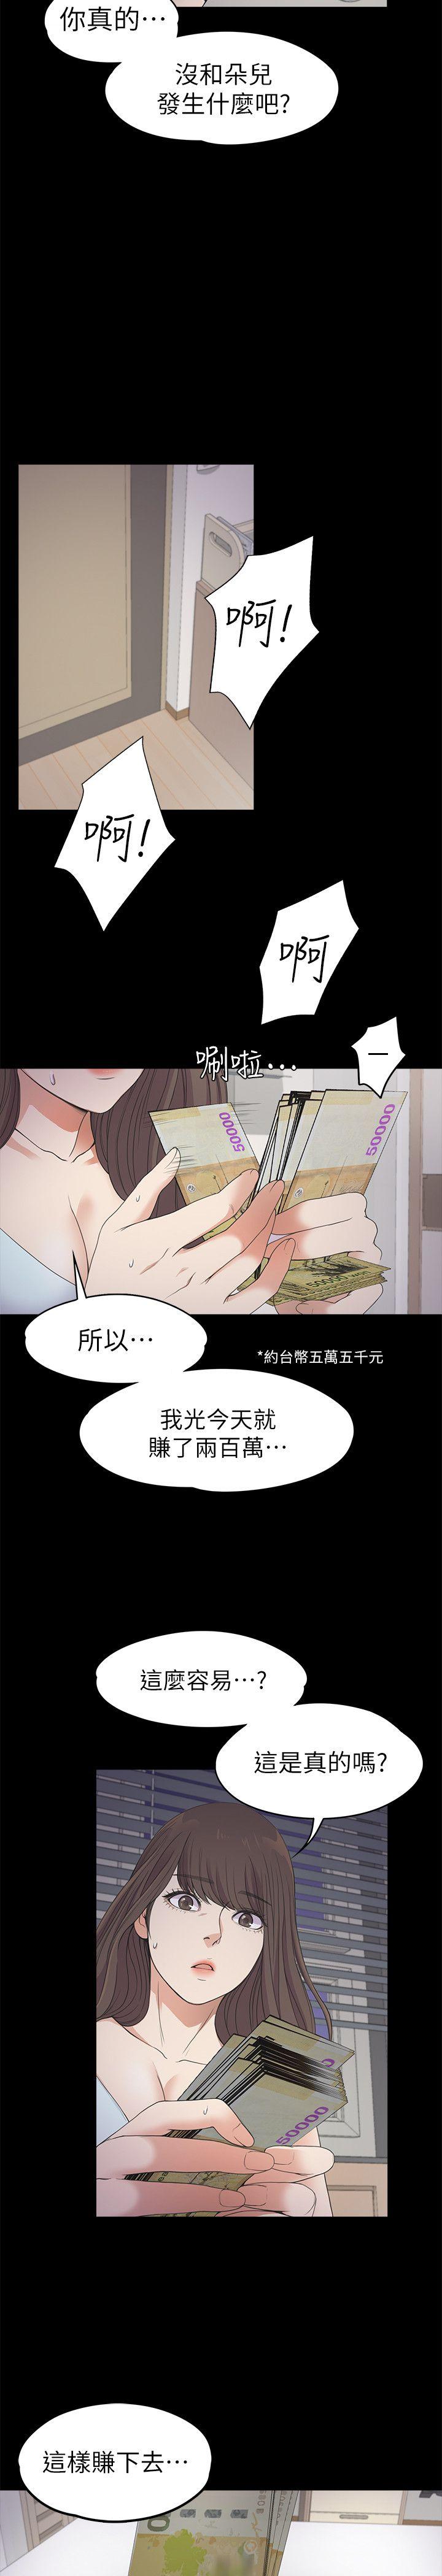 你真的…
沒和朵兒
發生什麼吧?
啊!
啊!
啊
唰啦…
50000
50000
50000
所以…
*約台幣五萬五千元
我光今天就
賺了兩百萬…
這麼容易…?
這是真的嗎?
50000
這樣賺下去…